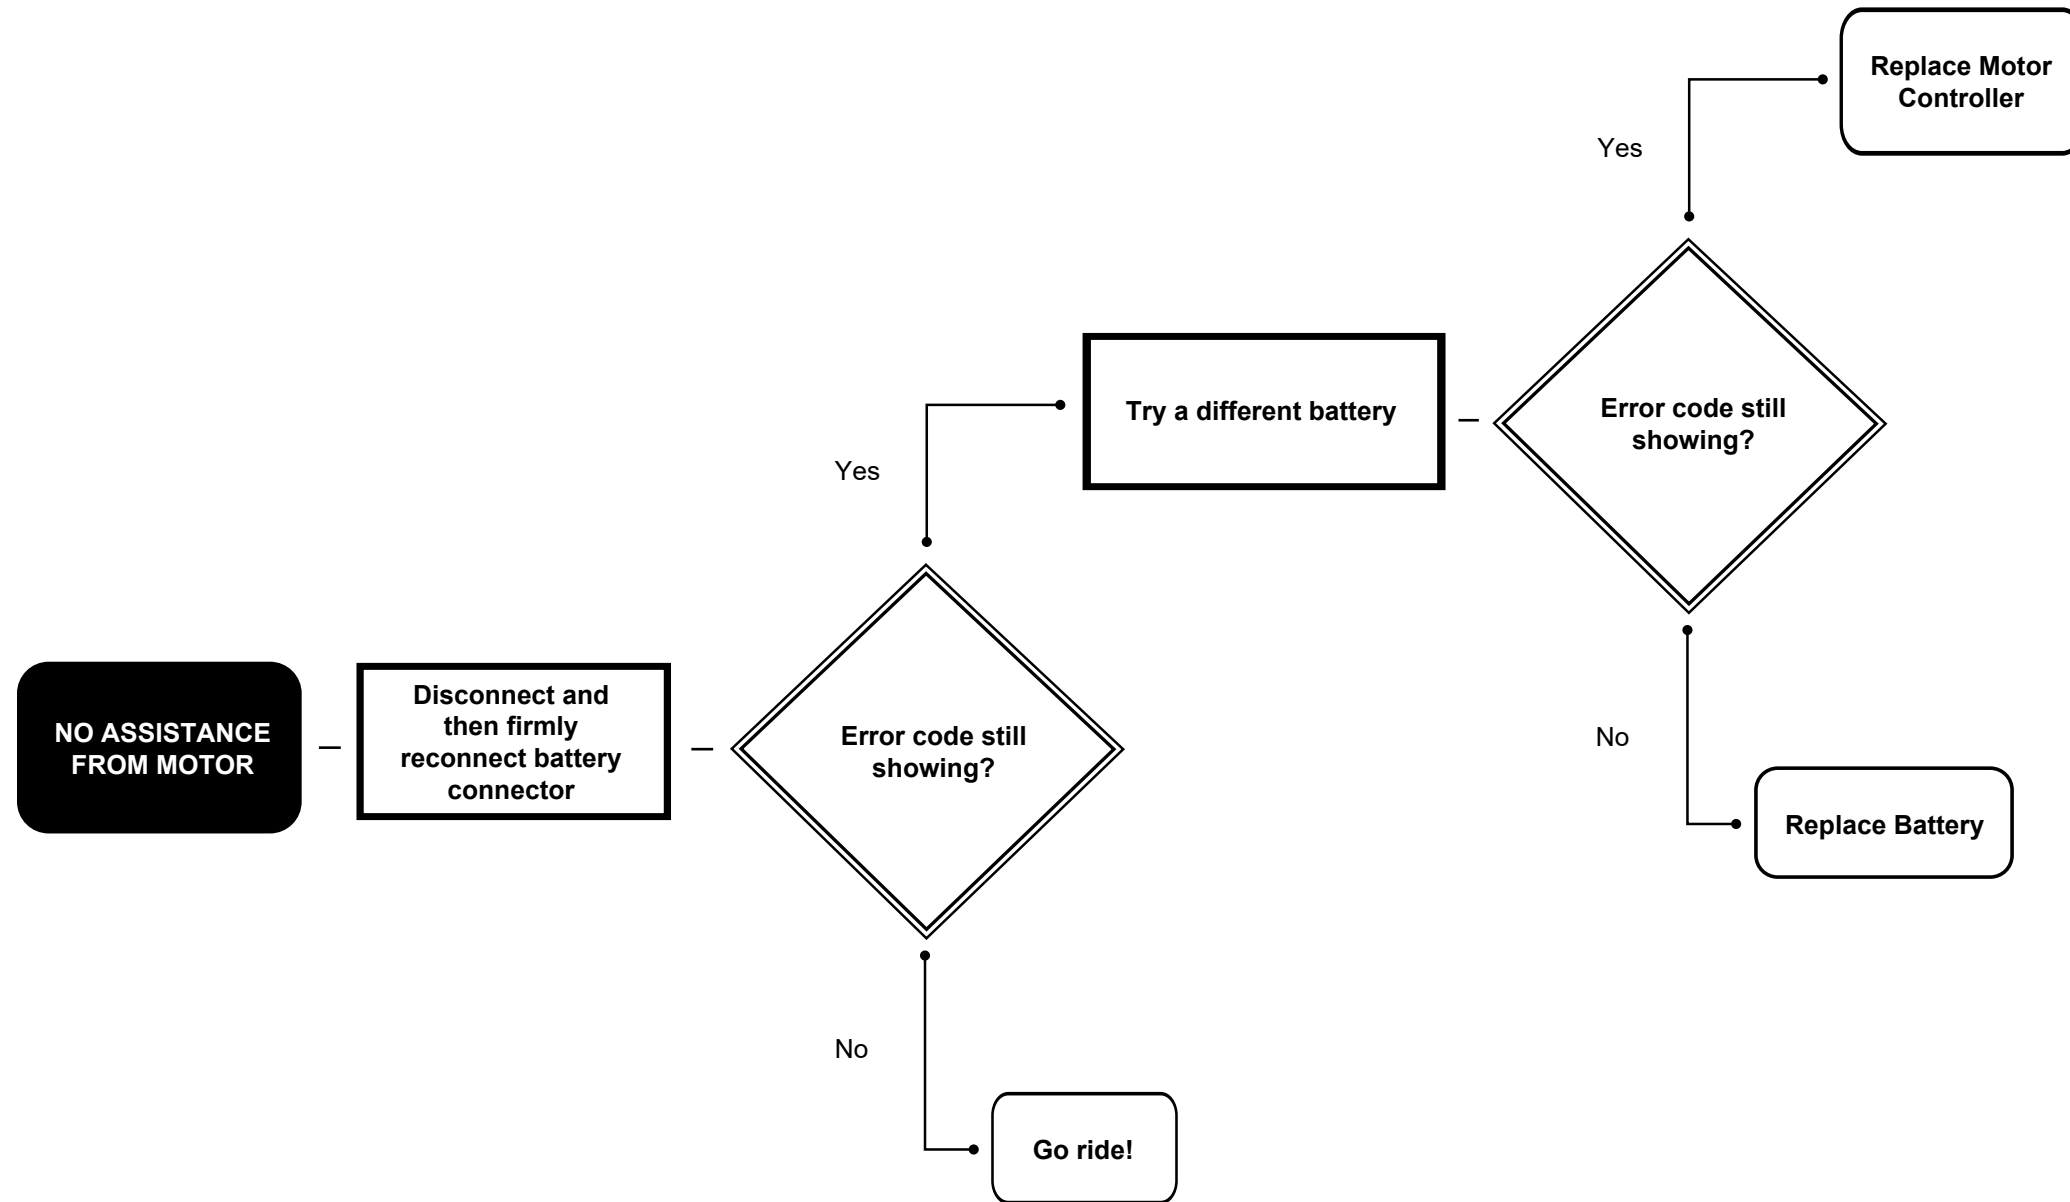 Replace Motor
Controller
Yes
Try a different battery
Error code still
showing?
Yes
NO ASSISTANCE
FROM MOTOR
Disconnect and
then firmly
reconnect battery
connector
Error code still
showing?
No
Replace Battery
No
Go ride!